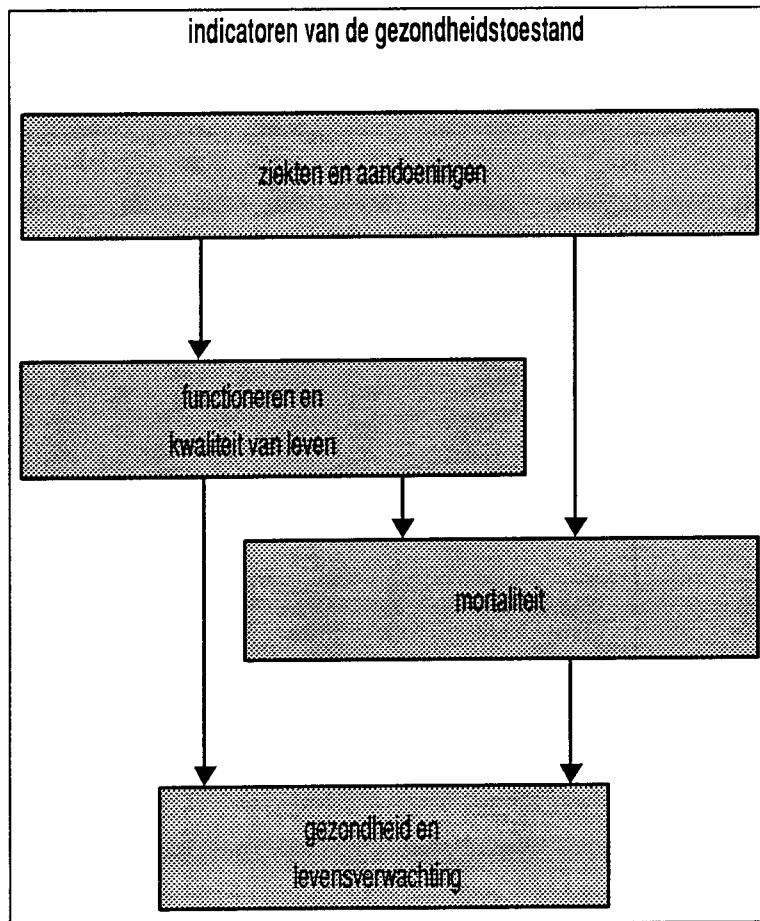 indicatoren van de gezondheidstoestand
ziekten en aandoeningen
functioneren en
kwaliteit van leven
mortaliteit
gezondheid en
levensverwachting